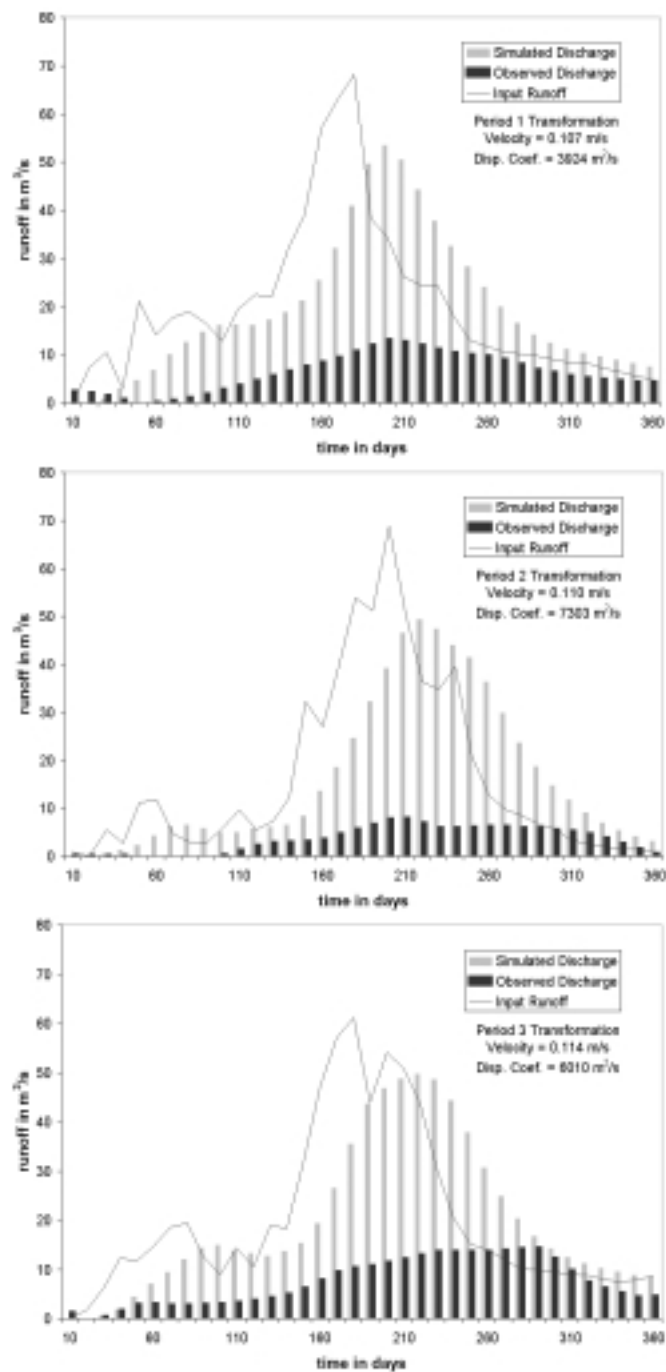 80
70
60
50
40
30
20
10
0
runoff in m³/s
Simulated Discharge
Observed Discharge
Input Runoff
Period 1 Transformation
Velocity = 0.107 m/s
Disp. Coef. = 3924 m²/s
10 60 110 160 210 260 310 360
time in days
80
70
60
50
40
30
20
10
0
runoff in m³/s
Simulated Discharge
Observed Discharge
Input Runoff
Period 2 Transformation
Velocity = 0.110 m/s
Disp. Coef. = 7303 m²/s
10 60 110 160 210 260 310 360
time in days
80
70
60
50
40
30
20
10
0
runoff in m³/s
Simulated Discharge
Observed Discharge
Input Runoff
Period 3 Transformation
Velocity = 0.114 m/s
Disp. Coef. = 6010 m²/s
10 60 110 160 210 260 310 360
time in days